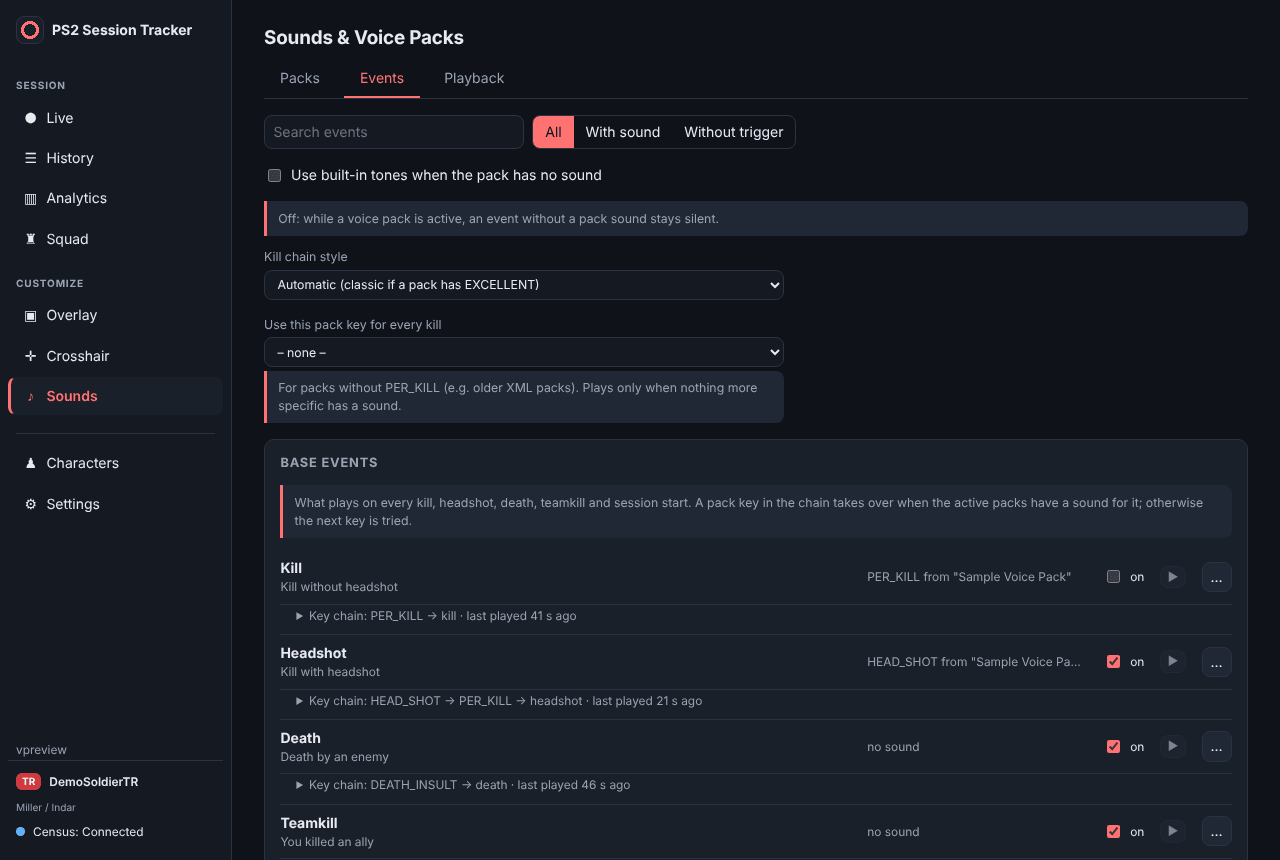 PS2 Session Tracker
SESSION
Live
History
Analytics
Squad
CUSTOMIZE
Overlay
Crosshair
Sounds
Characters
Settings
vpreview
TR DemoSoldierTR
Miller / Indar
Census: Connected
Sounds & Voice Packs
Packs Events Playback
Search events All With sound Without trigger
Use built-in tones when the pack has no sound
Off: while a voice pack is active, an event without a pack sound stays silent.
Kill chain style
Automatic (classic if a pack has EXCELLENT)
Use this pack key for every kill
– none –
For packs without PER_KILL (e.g. older XML packs). Plays only when nothing more
specific has a sound.
BASE EVENTS
What plays on every kill, headshot, death, teamkill and session start. A pack key in the chain takes over when the active packs have a sound for it; otherwise
the next key is tried.
Kill
Kill without headshot
PER_KILL from "Sample Voice Pack" on ...
Key chain: PER_KILL → kill · last played 41 s ago
Headshot
Kill with headshot
HEAD_SHOT from "Sample Voice Pa... on ...
Key chain: HEAD_SHOT → PER_KILL → headshot · last played 21 s ago
Death
Death by an enemy
no sound on ...
Key chain: DEATH_INSULT → death · last played 46 s ago
Teamkill
You killed an ally
no sound on ...